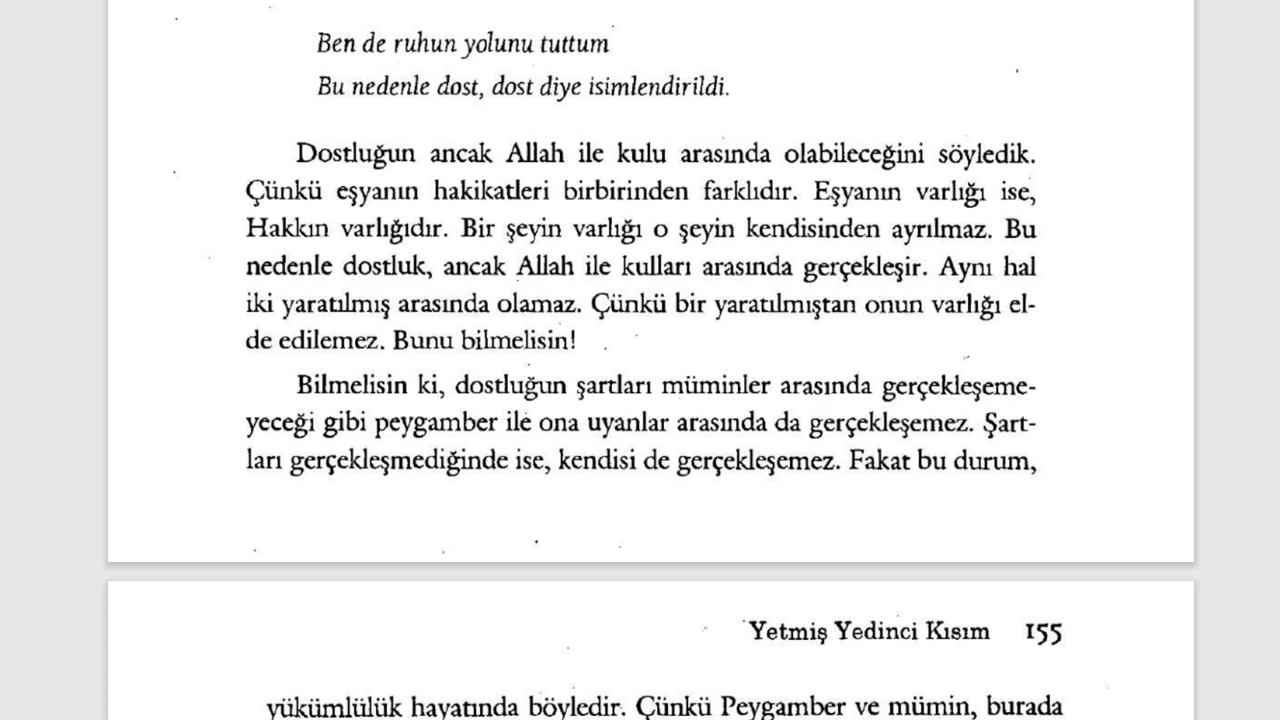 Ben de ruhun yolunu tuttum
Bu nedenle dost, dost diye isimlendirildi.
Dostluğun ancak Allah ile kulu arasında olabileceğini söyledik.
Çünkü eşyanın hakikatleri birbirinden farklıdır. Eşyanın varlığı ise,
Hakkın varlığıdır. Bir şeyin varlığı o şeyin kendisinden ayrılmaz. Bu
nedenle dostluk, ancak Allah ile kulları arasında gerçekleşir. Aynı hal
iki yaratılmış arasında olamaz. Çünkü bir yaratılmıştan onun varlığı el-
de edilemez. Bunu bilmelisin!
Bilmelisin ki, dostluğun şartları müminler arasında gerçekleşeme-
yeceği gibi peygamber ile ona uyanlar arasında da gerçekleşemez. Şart-
ları gerçekleşmediğinde ise, kendisi de gerçekleşemez. Fakat bu durum,
Yetmiş Yedinci Kısım 155
yükümlülük hayatında böyledir. Çünkü Peygamber ve mümin, burada